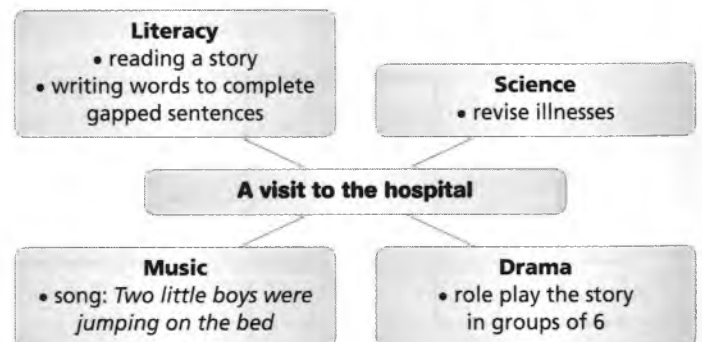 Literacy
• reading a story
• writing words to complete
gapped sentences
Science
• revise illnesses
A visit to the hospital
Music
• song: Two little boys were
jumping on the bed
Drama
• role play the story
in groups of 6